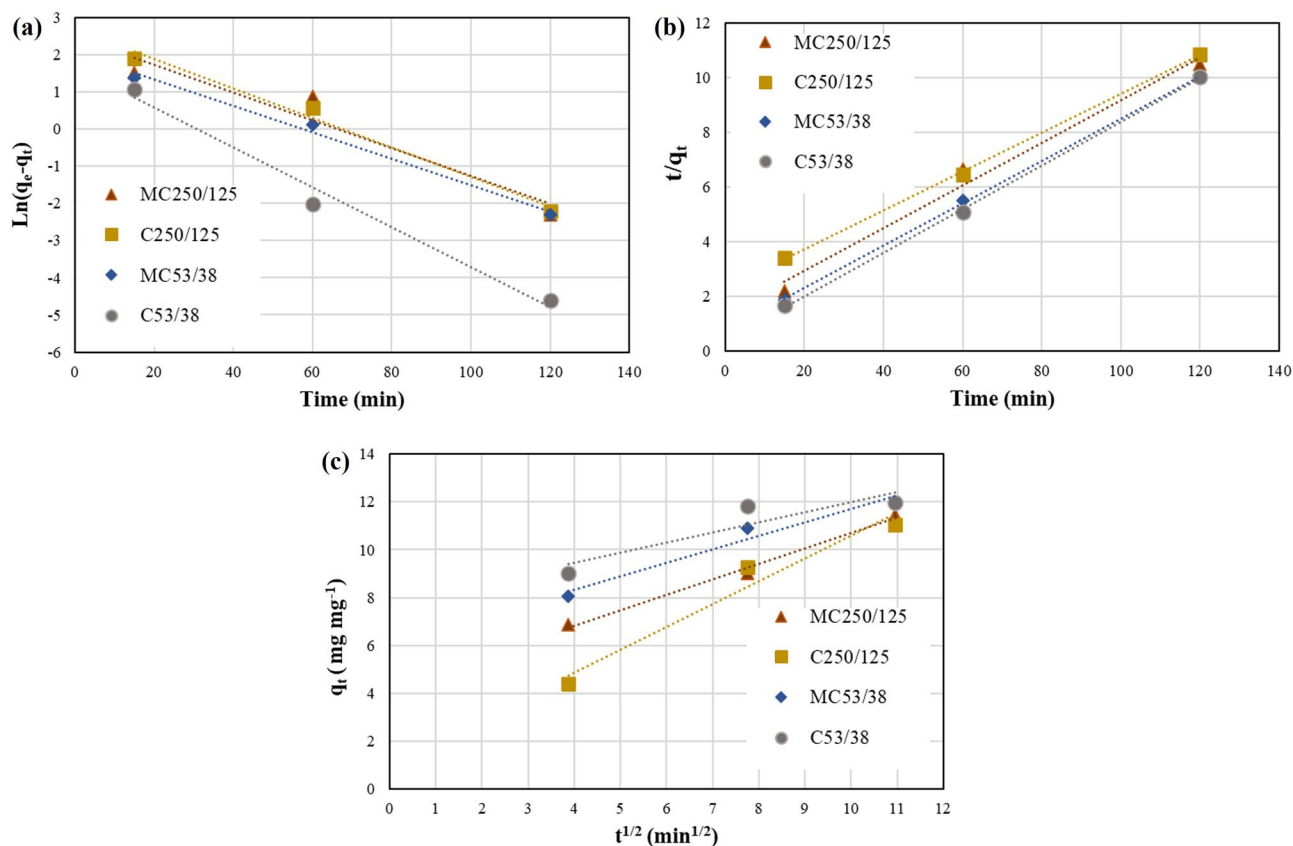 (a)
3
2
1
0
-1
-2
-3
-4
-5
-6
Ln(qe-qt)
MC250/125
C250/125
MC53/38
C53/38
0 20 40 60 80 100 120 140
Time (min)
(b)
12
10
8
6
4
2
0
t/qt
MC250/125
C250/125
MC53/38
C53/38
0 20 40 60 80 100 120 140
Time (min)
(c)
14
12
10
8
6
4
2
0
qt ( mg mg-1)
MC250/125
C250/125
MC53/38
C53/38
0 1 2 3 4 5 6 7 8 9 10 11 12
t1/2 (min1/2)